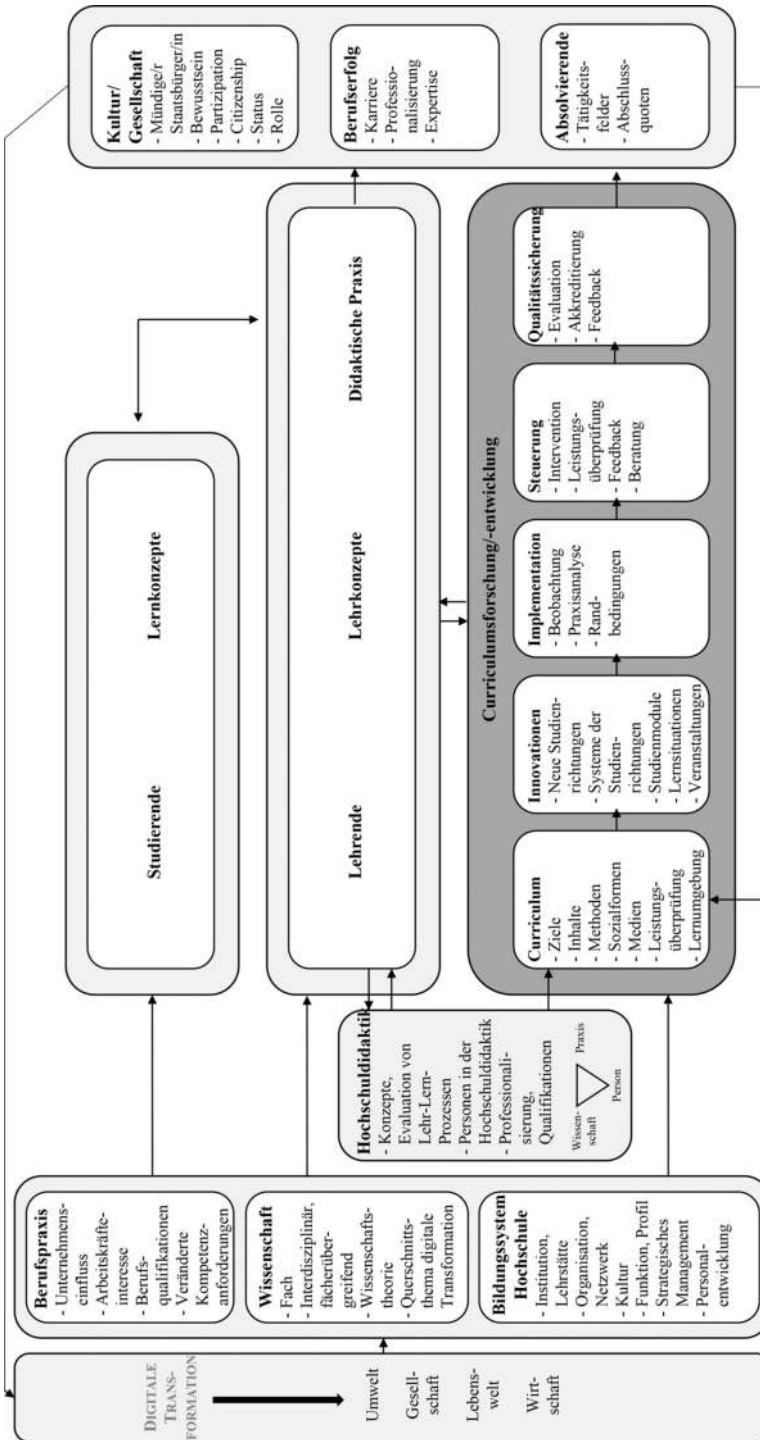 DIGITALE
TRANS-
FORMATION
Umwelt
Gesell-
schaft
Lebens-
welt
Wirt-
schaft
Berufspraxis
- Unternehmens-
einfluss
- Arbeitskräfte-
interesse
- Berufs-
qualifikationen
- Veränderte
Kompetenz-
anforderungen
Wissenschaft
- Fach
- Interdisziplinär,
fächerüber-
greifend
- Wissenschafts-
theorie
- Querschnitts-
thema digitale
Transformation
Bildungssystem
Hochschule
- Institution,
Lehrstätte
- Organisation,
Netzwerk
- Kultur
- Funktion, Profil
- Strategisches
Management
- Personal-
entwicklung
Hochschuldidaktik
- Konzepte,
Evaluation von
Lehr-Lern-
Prozessen
- Personen in der
Hochschuldidaktik
- Professionali-
sierung,
Qualifikationen
Wissen-
schaft
Praxis
Person
Studierende
Lernkonzepte
Lehrende
Lehrkonzepte
Didaktische Praxis
Curriculumsforschung/-entwicklung
Curriculum
- Ziele
- Inhalte
- Methoden
- Sozialformen
- Medien
- Leistungs-
überprüfung
- Lernumgebung
Innovationen
- Neue Studien-
richtungen
- Systeme der
Studien-
richtungen
- Studienmodule
- Lernsituationen
- Veranstaltungen
Implementation
- Beobachtung
- Praxisanalyse
- Rand-
bedingungen
Steuerung
- Intervention
- Leistungs-
überprüfung
- Feedback
- Beratung
Qualitätssicherung
- Evaluation
- Akkreditierung
- Feedback
Kultur/
Gesellschaft
- Mündige/r
Staatsbürger/in
- Bewusstsein
- Partizipation
- Citizenship
- Status
- Rolle
Berufserfolg
- Karriere
- Professio-
nalisierung
- Expertise
Absolvierende
- Tätigkeits-
felder
- Abschluss-
quoten